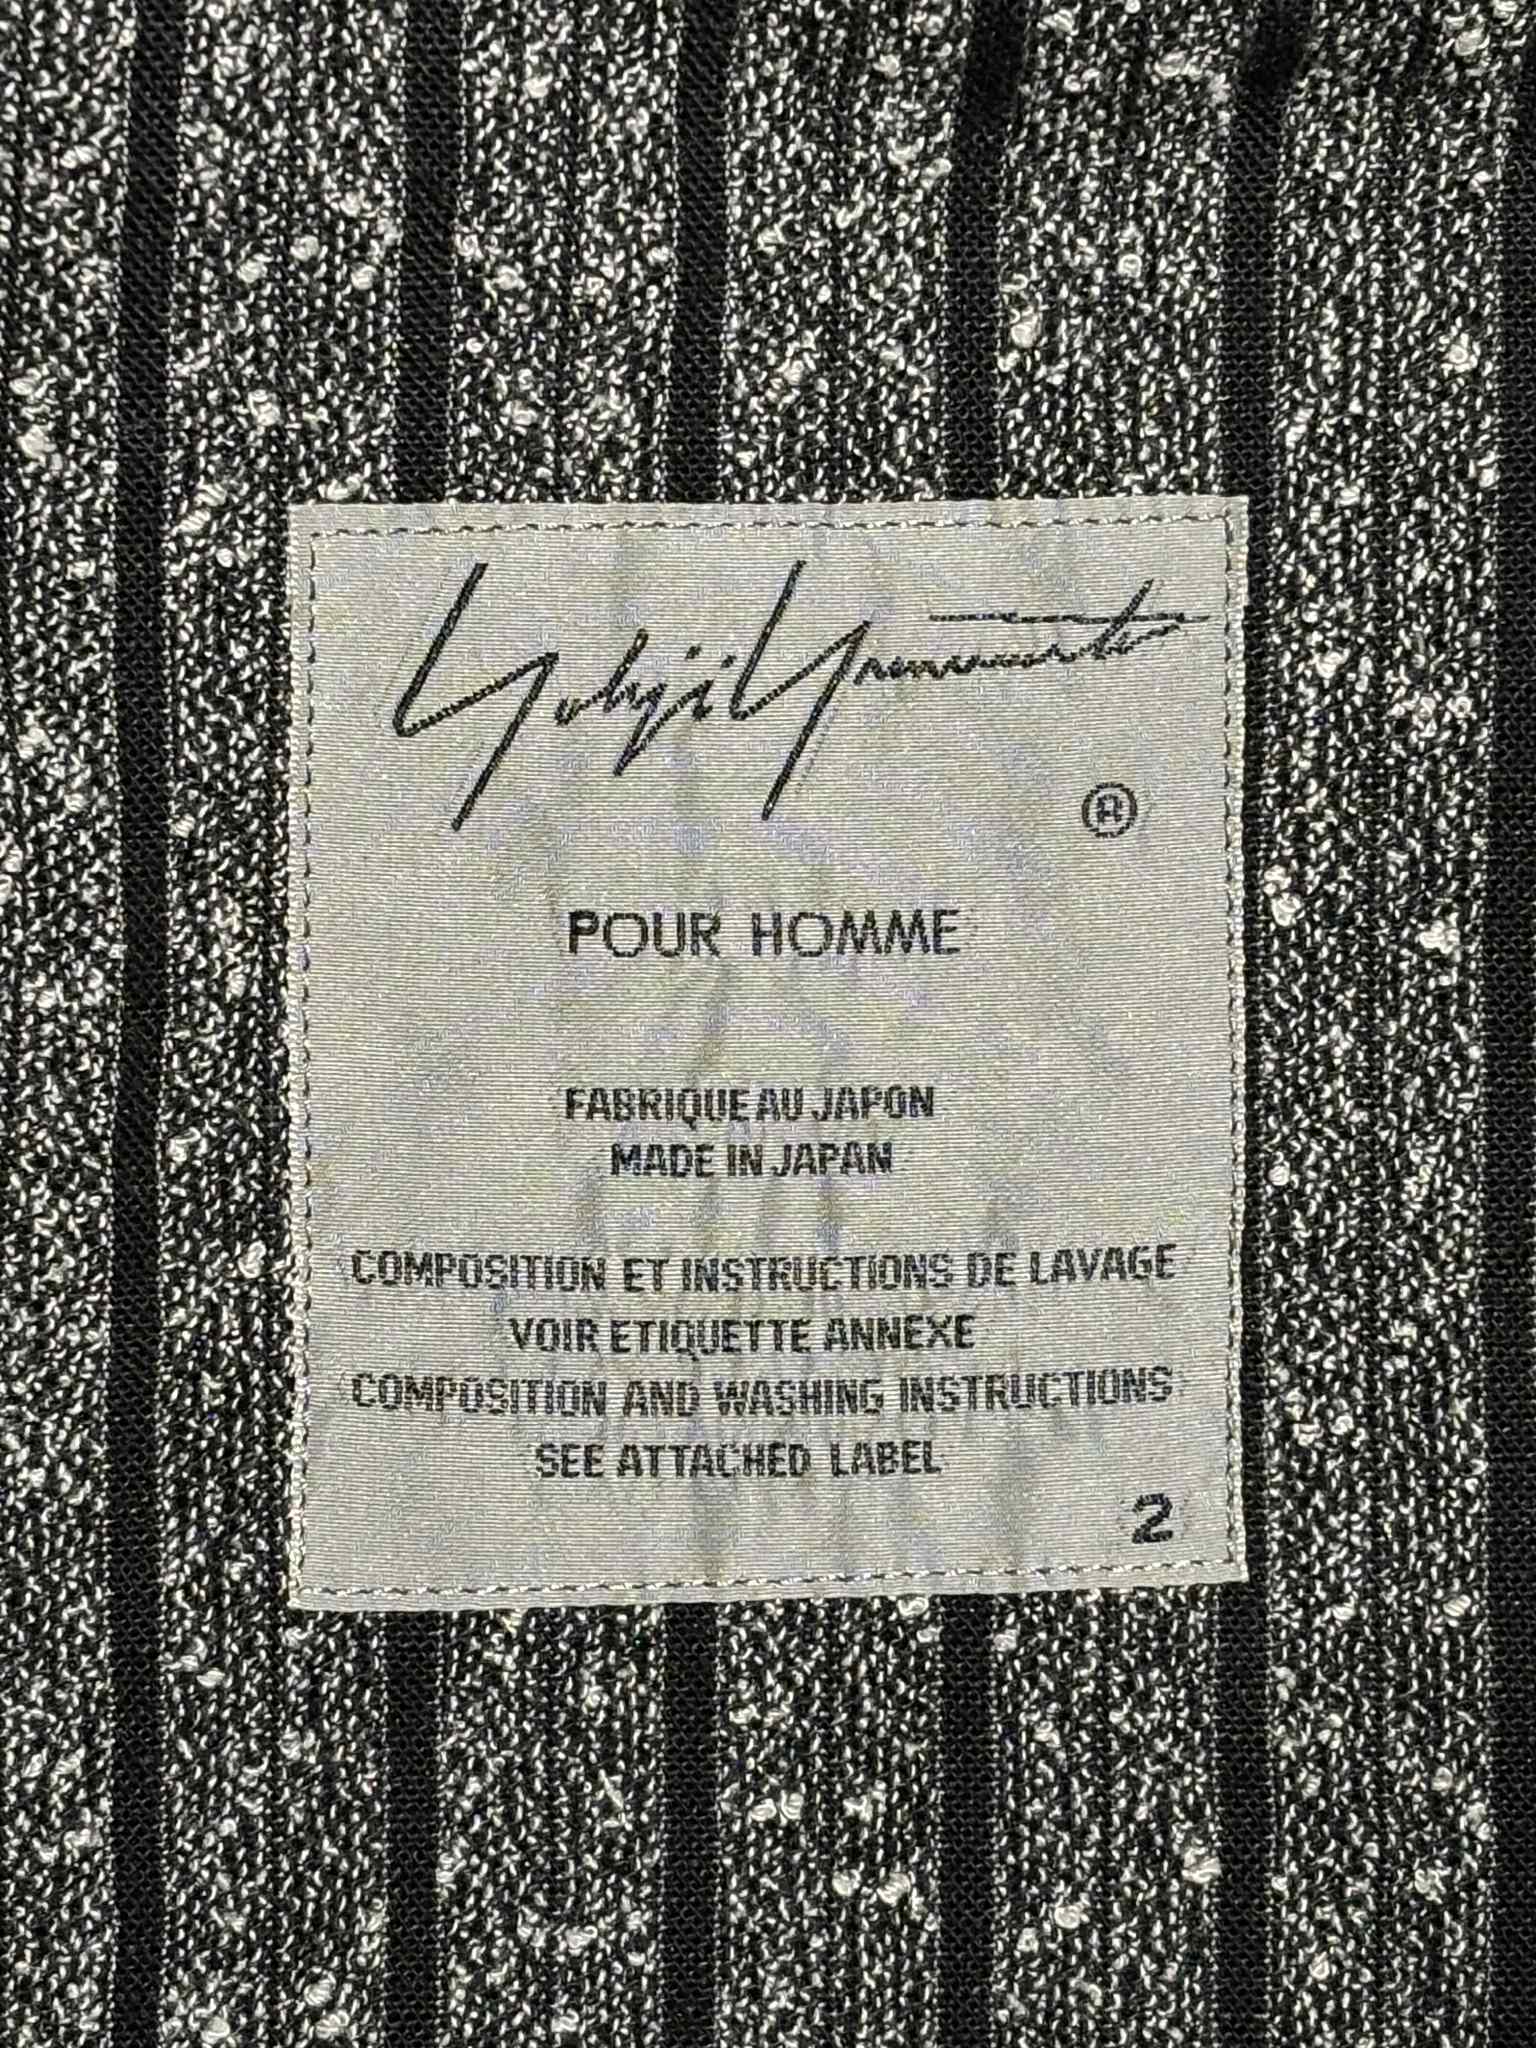 Yohji Yamamoto
®
POUR HOMME
FABRIQUE AU JAPON
MADE IN JAPAN
COMPOSITION ET INSTRUCTIONS DE LAVAGE
VOIR ETIQUETTE ANNEXE
COMPOSITION AND WASHING INSTRUCTIONS
SEE ATTACHED LABEL
2